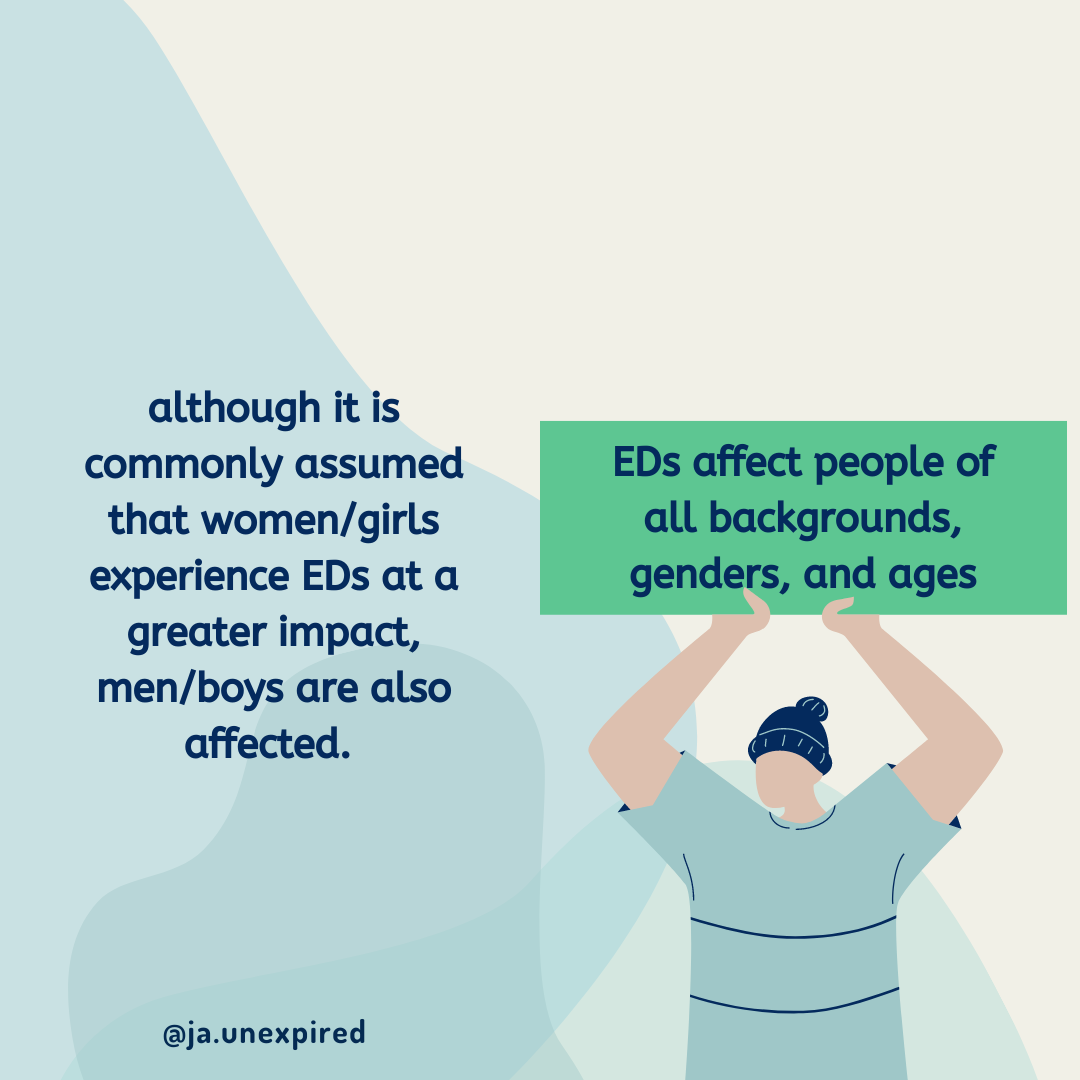 although it is
commonly assumed
that women/girls
experience EDs at a
greater impact,
men/boys are also
affected.
EDs affect people of
all backgrounds,
genders, and ages
@ja.unexpired